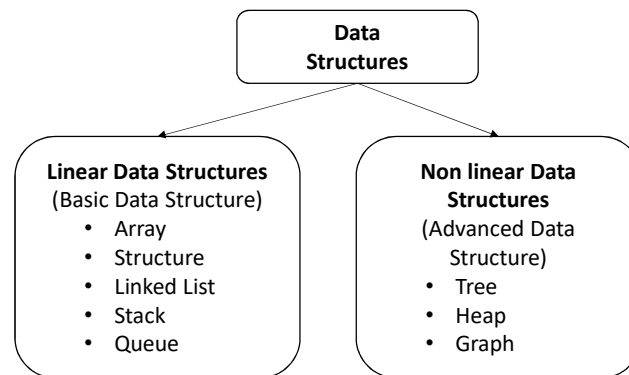 Data
Structures
Linear Data Structures
(Basic Data Structure)
• Array
• Structure
• Linked List
• Stack
• Queue
Non linear Data
Structures
(Advanced Data
Structure)
• Tree
• Heap
• Graph